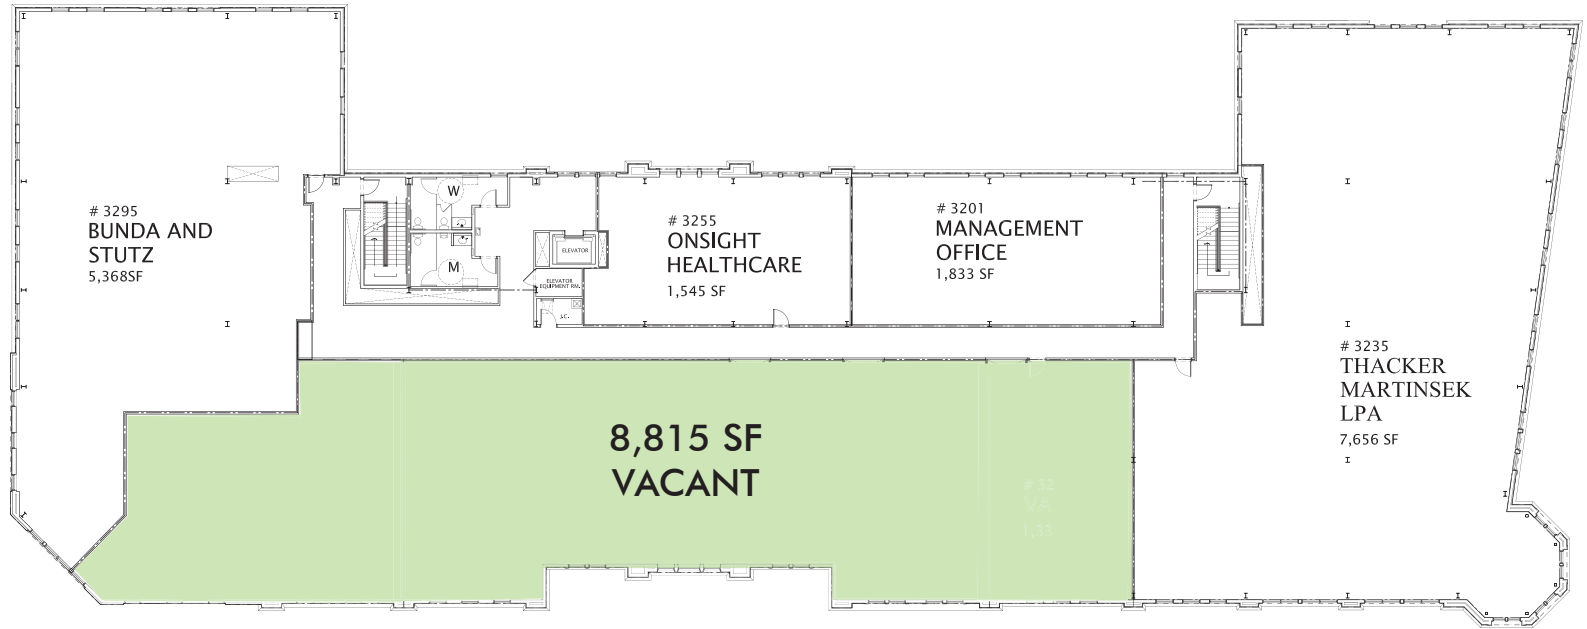 # 3295
BUNDA AND
STUTZ
5,368SF
W
M
ELEVATOR
ELEVATOR
EQUIPMENT RM.
J.C.
# 3255
ONSIGHT
HEALTHCARE
1,545 SF
# 3201
MANAGEMENT
OFFICE
1,833 SF
# 3235
THACKER
MARTINSEK
LPA
7,656 SF
8,815 SF
VACANT
# 32